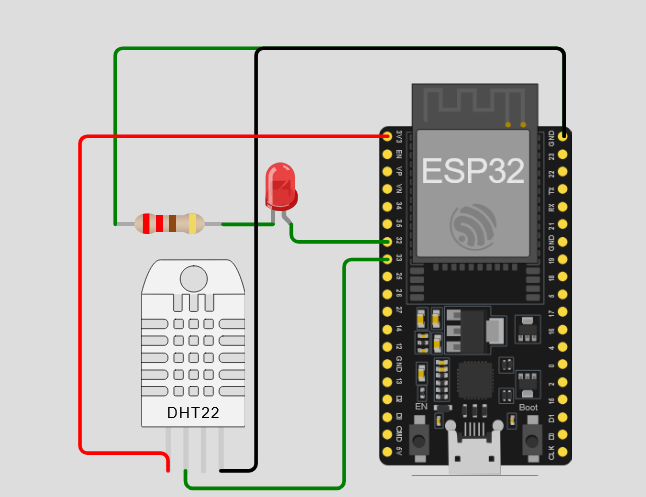 3V3
GND
EN
23
VP
22
VN
TX
34
RX
35
21
32
GND
33
19
25
18
26
5
27
17
14
16
12
4
GND
0
13
2
D2
15
D3
D1
CMD
D0
5V
CLK
ESP32
EN
Boot
DHT22